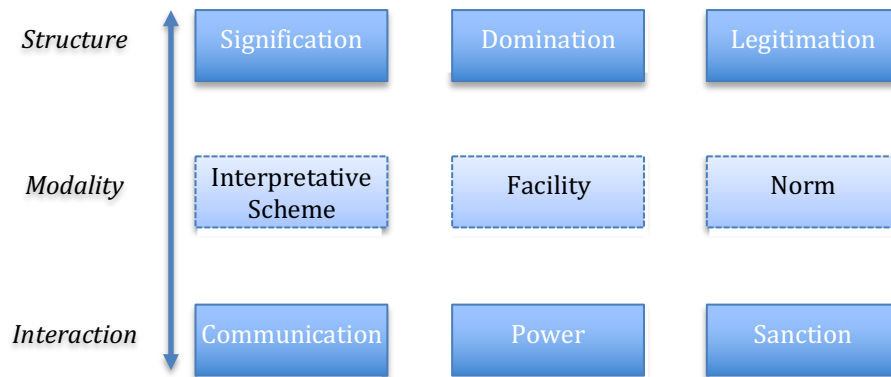 Structure
Signification
Domination
Legitimation
Modality
Interpretative
Scheme
Facility
Norm
Interaction
Communication
Power
Sanction